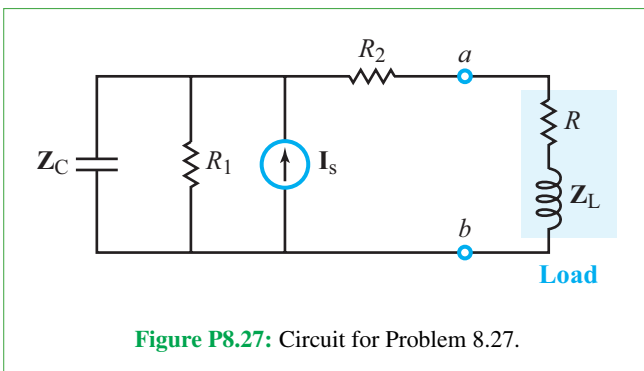 R2
a
R
ZC
R1
Is
ZL
b
Load
Figure P8.27: Circuit for Problem 8.27.